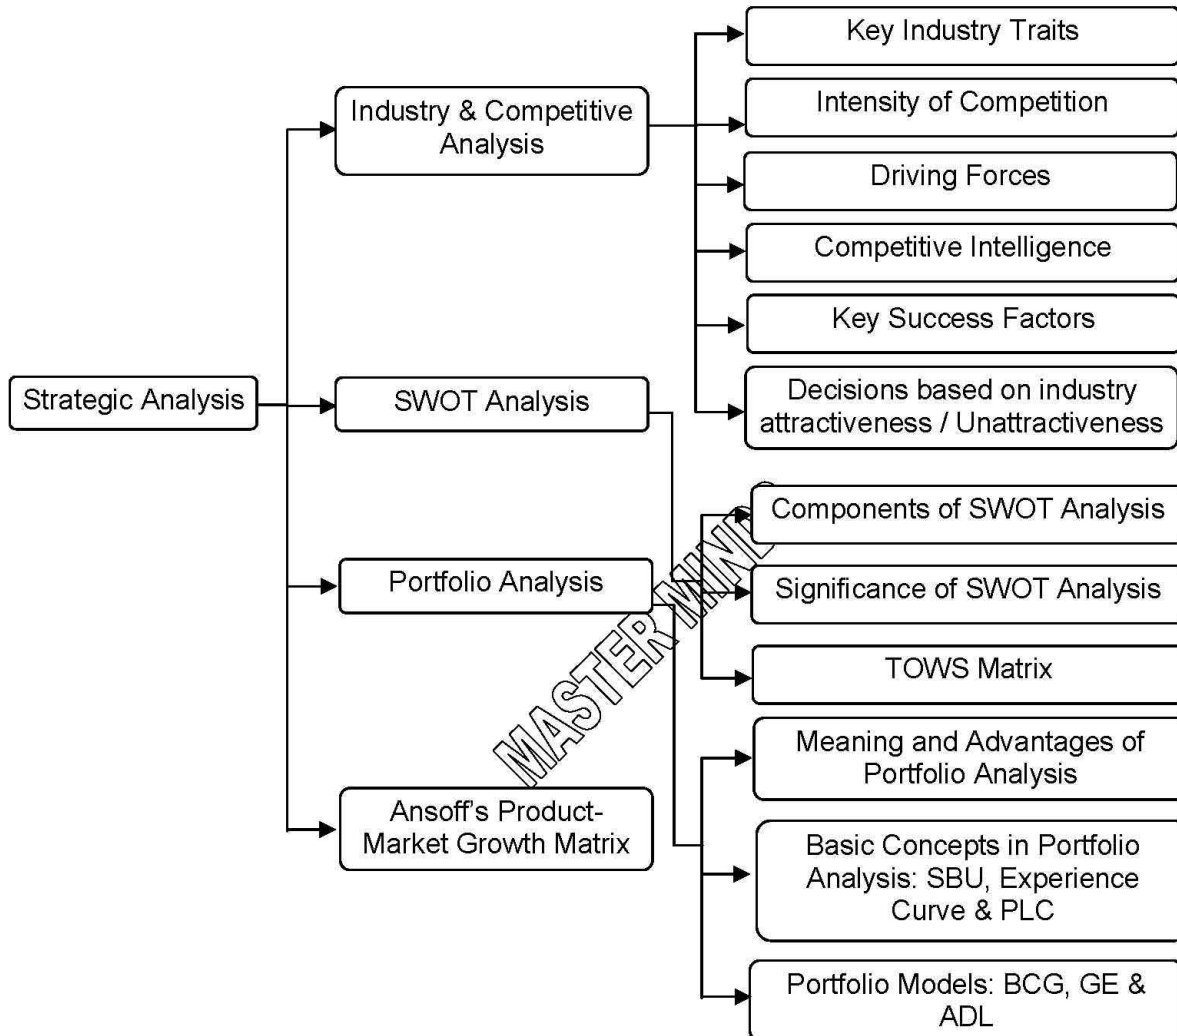 Strategic Analysis
Industry & Competitive
Analysis
Key Industry Traits
Intensity of Competition
Driving Forces
Competitive Intelligence
Key Success Factors
Decisions based on industry
attractiveness / Unattractiveness
SWOT Analysis
Components of SWOT Analysis
Significance of SWOT Analysis
TOWS Matrix
Portfolio Analysis
Meaning and Advantages of
Portfolio Analysis
Basic Concepts in Portfolio
Analysis: SBU, Experience
Curve & PLC
Portfolio Models: BCG, GE &
ADL
Ansoff's Product-
Market Growth Matrix
MASTER MIND